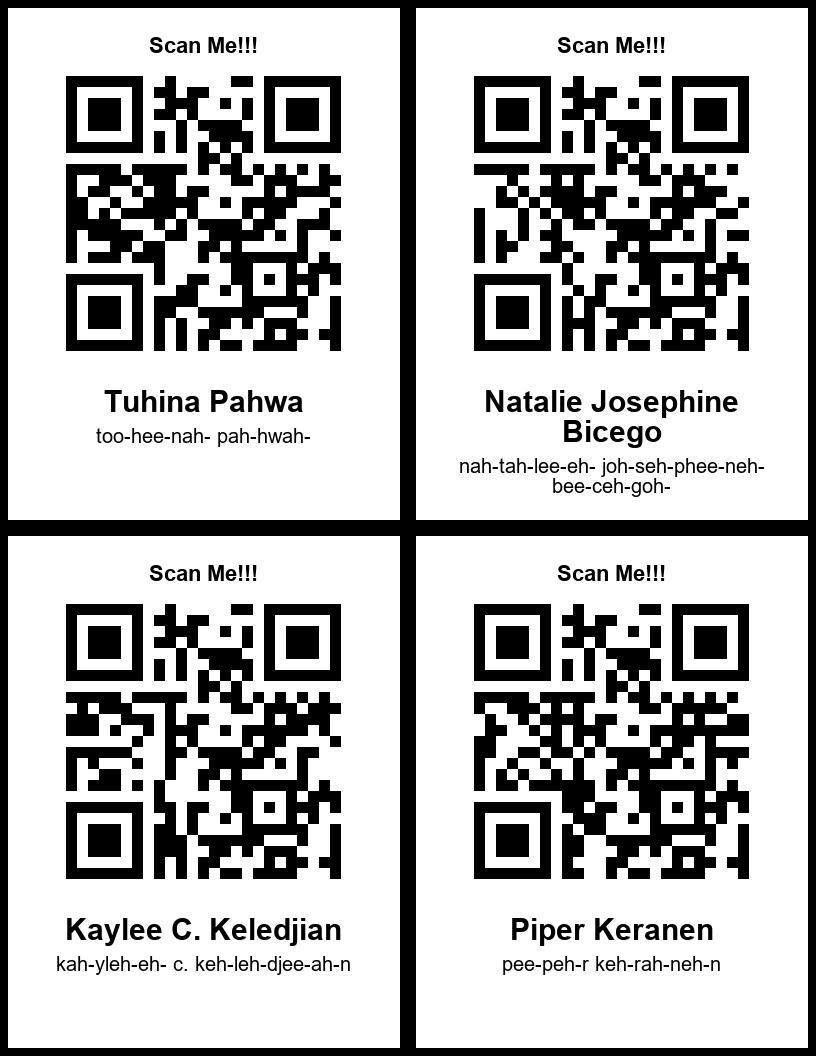 Scan Me!!!
Tuhina Pahwa
too-hee-nah- pah-hwah-
Scan Me!!!
Natalie Josephine
Bicego
nah-tah-lee-eh- joh-seh-phee-neh-
bee-ceh-goh-
Scan Me!!!
Kaylee C. Keledjian
kah-yleh-eh- c. keh-leh-djee-ah-n
Scan Me!!!
Piper Keranen
pee-peh-r keh-rah-neh-n